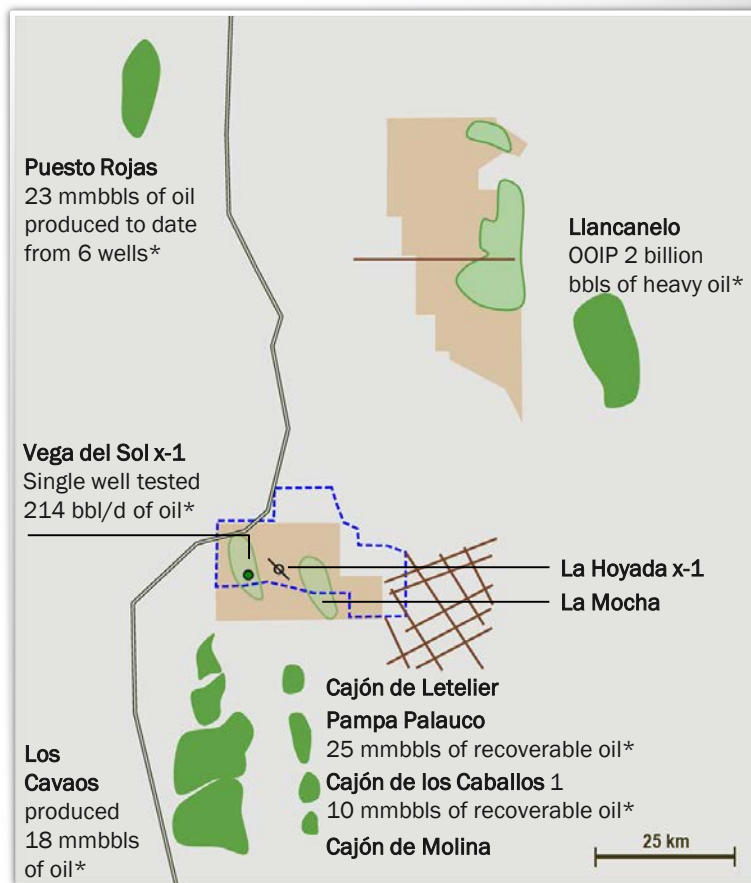 Puesto Rojas
23 mmbbls of oil
produced to date
from 6 wells*
Llancanelo
OOIP 2 billion
bbls of heavy oil*
Vega del Sol x-1
Single well tested
214 bbl/d of oil*
La Hoyada x-1
La Mocha
Cajón de Letelier
Pampa Palauco
25 mmbbls of recoverable oil*
Cajón de los Caballos 1
10 mmbbls of recoverable oil*
Cajón de Molina
Los
Cavaos
produced
18 mmbbls
of oil*
25 km